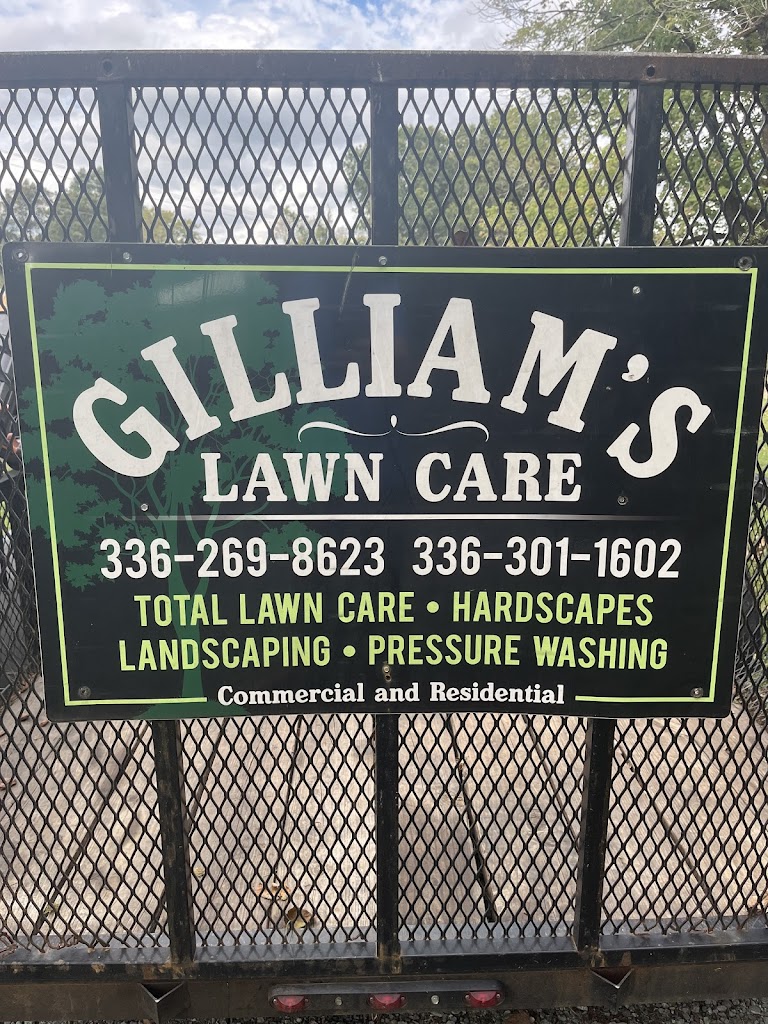 GILLIAM'S
LAWN CARE
336-269-8623 336-301-1602
TOTAL LAWN CARE • HARDSCAPES
LANDSCAPING • PRESSURE WASHING
Commercial and Residential